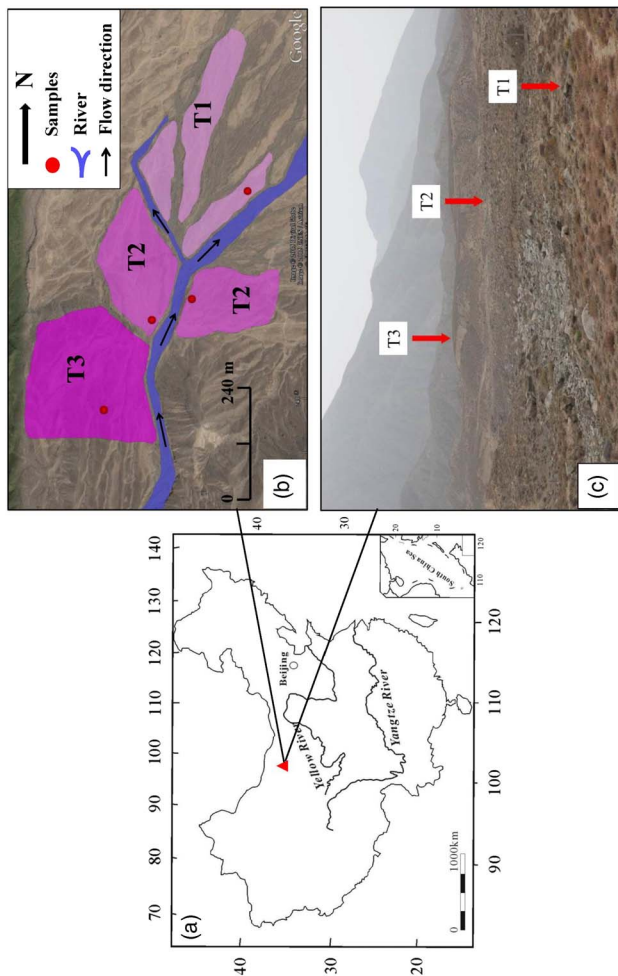 (a)
70
80
90
100
110
120
130
140
40
30
20
40
30
Beijing
Yellow River
Yangtze River
South China Sea
20
10
110
120
0
1000km
90
100
110
120
(b)
N
Samples
River
Flow direction
T3
T2
T2
T1
0
240 m
Google
(c)
T3
T2
T1